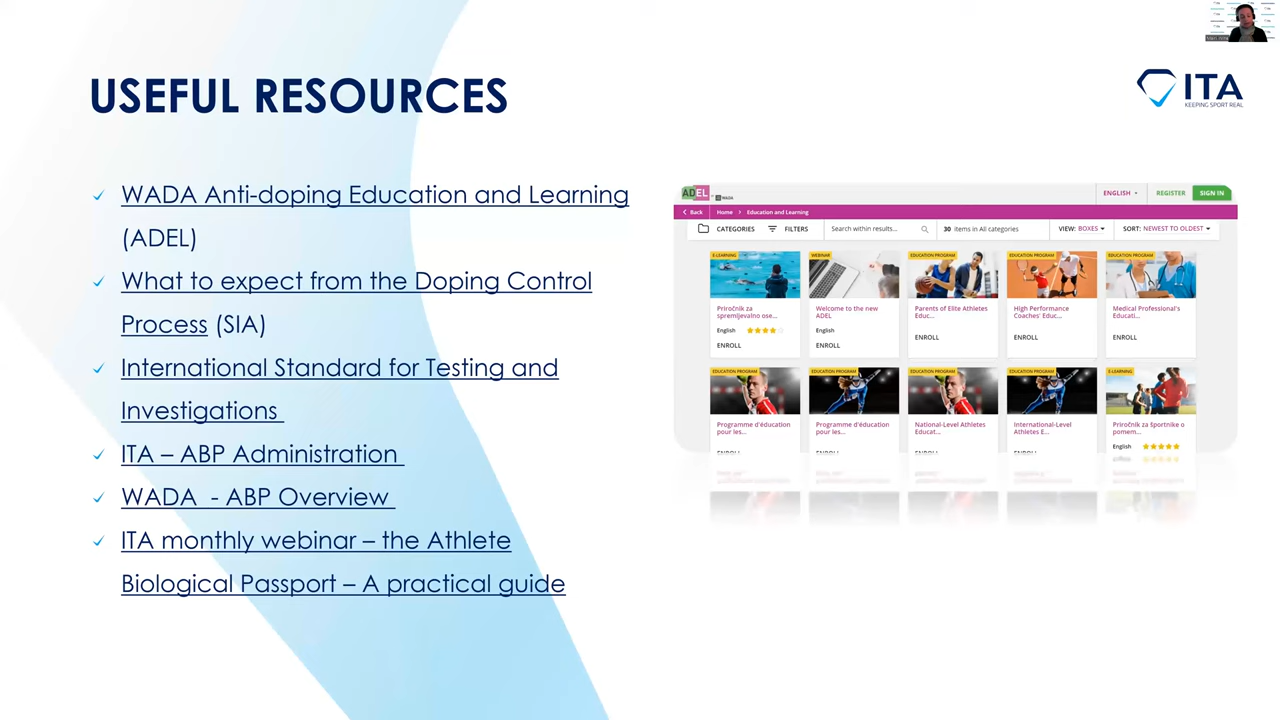 USEFUL RESOURCES
ITA
KEEPING SPORT REAL
WADA Anti-doping Education and Learning
(ADEL)
What to expect from the Doping Control
Process (SIA)
International Standard for Testing and
Investigations
ITA – ABP Administration
WADA - ABP Overview
ITA monthly webinar – the Athlete
Biological Passport – A practical guide
ADEL WADA ENGLISH REGISTER SIGN IN
Back Home > Education and Learning
CATEGORIES FILTERS Search within results... 30 items in All categories VIEW: BOXES SORT: NEWEST TO OLDEST
E-LEARNING WEBINAR EDUCATION PROGRAM EDUCATION PROGRAM EDUCATION PROGRAM
Priročnik za Welcome to the new Parents of Elite Athletes High Performance Medical Professional's
spremljevalno ose... ADEL Educ... Coaches' Educ... Educati...
English English
ENROLL ENROLL ENROLL ENROLL ENROLL
EDUCATION PROGRAM EDUCATION PROGRAM EDUCATION PROGRAM EDUCATION PROGRAM E-LEARNING
Programme d'éducation Programme d'éducation National-Level Athletes International-Level Priročnik za športnike o
pour les... pour les... Educat... Athletes E... pomem...
English